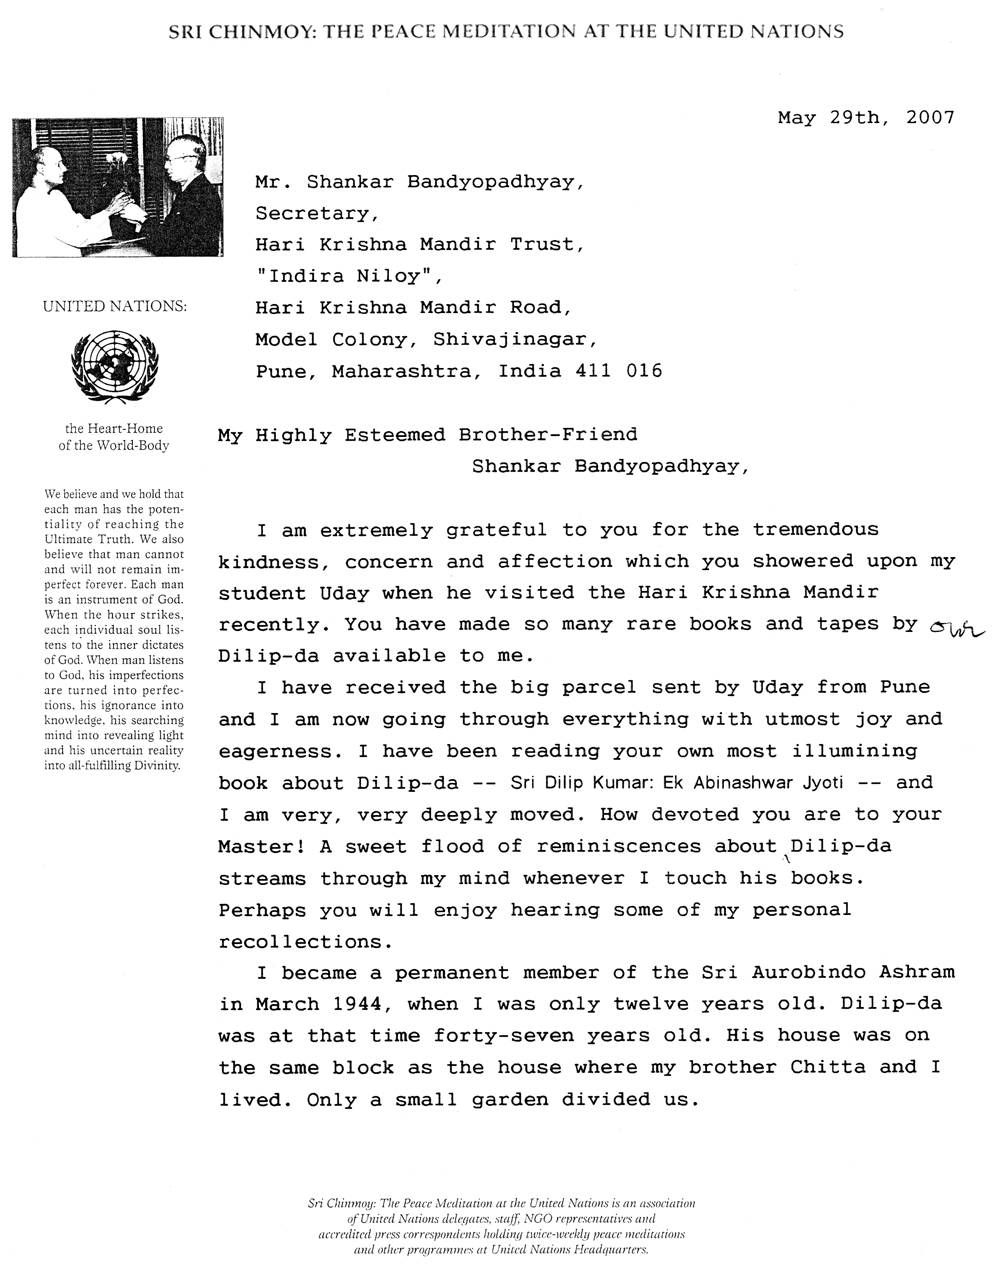 SRI CHINMOY: THE PEACE MEDITATION AT THE UNITED NATIONS
May 29th, 2007
Mr. Shankar Bandyopadhyay,
Secretary,
Hari Krishna Mandir Trust,
"Indira Niloy",
Hari Krishna Mandir Road,
Model Colony, Shivajinagar,
Pune, Maharashtra, India 411 016
UNITED NATIONS:
the Heart-Home
of the World-Body
We believe and we hold that
each man has the poten-
tiality of reaching the
Ultimate Truth. We also
believe that man cannot
and will not remain im-
perfect forever. Each man
is an instrument of God.
When the hour strikes,
each individual soul lis-
tens to the inner dictates
of God. When man listens
to God, his imperfections
are turned into perfec-
tions, his ignorance into
knowledge, his searching
mind into revealing light
and his uncertain reality
into all-fulfilling Divinity.
My Highly Esteemed Brother-Friend
Shankar Bandyopadhyay,
I am extremely grateful to you for the tremendous
kindness, concern and affection which you showered upon my
student Uday when he visited the Hari Krishna Mandir
recently. You have made so many rare books and tapes by our
Dilip-da available to me.
I have received the big parcel sent by Uday from Pune
and I am now going through everything with utmost joy and
eagerness. I have been reading your own most illumining
book about Dilip-da -- Sri Dilip Kumar: Ek Abinashwar Jyoti -- and
I am very, very deeply moved. How devoted you are to your
Master! A sweet flood of reminiscences about Dilip-da
streams through my mind whenever I touch his books.
Perhaps you will enjoy hearing some of my personal
recollections.
I became a permanent member of the Sri Aurobindo Ashram
in March 1944, when I was only twelve years old. Dilip-da
was at that time forty-seven years old. His house was on
the same block as the house where my brother Chitta and I
lived. Only a small garden divided us.
Sri Chinmoy: The Peace Meditation at the United Nations is an association
of United Nations delegates, staff, NGO representatives and
accredited press correspondents holding twice-weekly peace meditations
and other programmes at United Nations Headquarters.